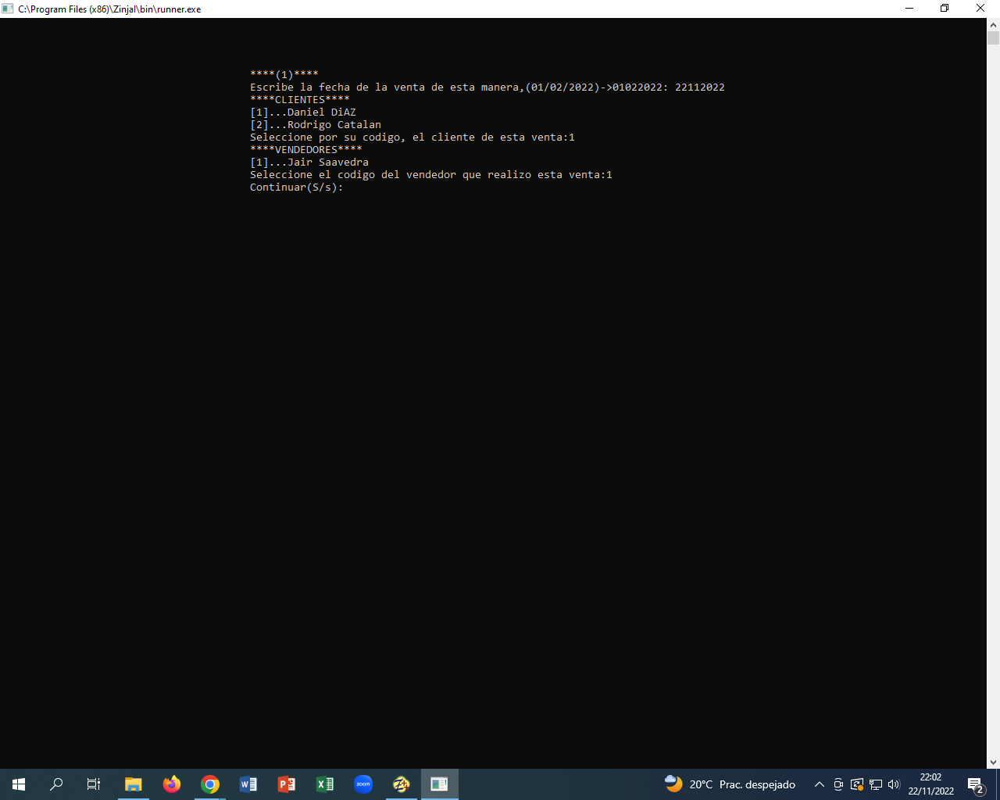 C:\Program Files (x86)\Zinjal\bin\runner.exe
****(1)****
Escribe la fecha de la venta de esta manera,(01/02/2022)->01022022: 22112022
****CLIENTES****
[1]...Daniel DiAZ
[2]...Rodrigo Catalan
Seleccione por su codigo, el cliente de esta venta:1
****VENDEDORES****
[1]...Jair Saavedra
Seleccione el codigo del vendedor que realizo esta venta:1
Continuar(S/s):
zoom
20°C Prac. despejado
22:02
22/11/2022
2